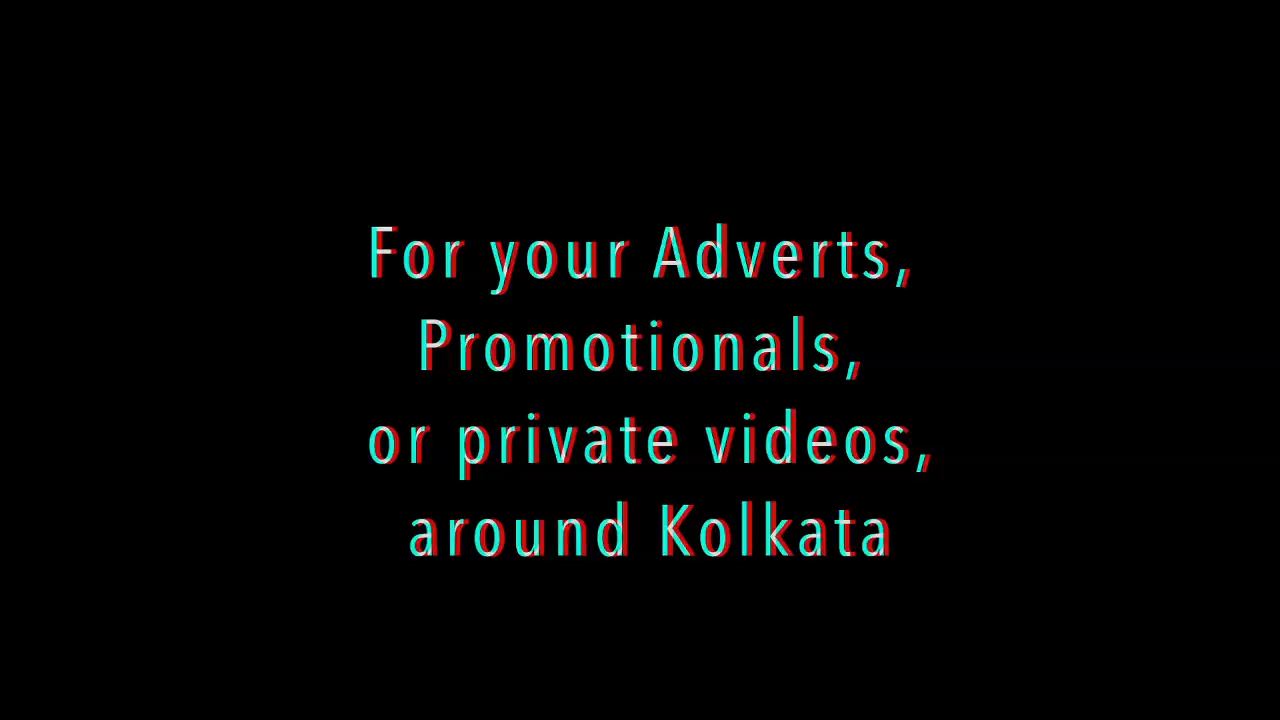 For your Adverts,
Promotionals,
or private videos,
around Kolkata